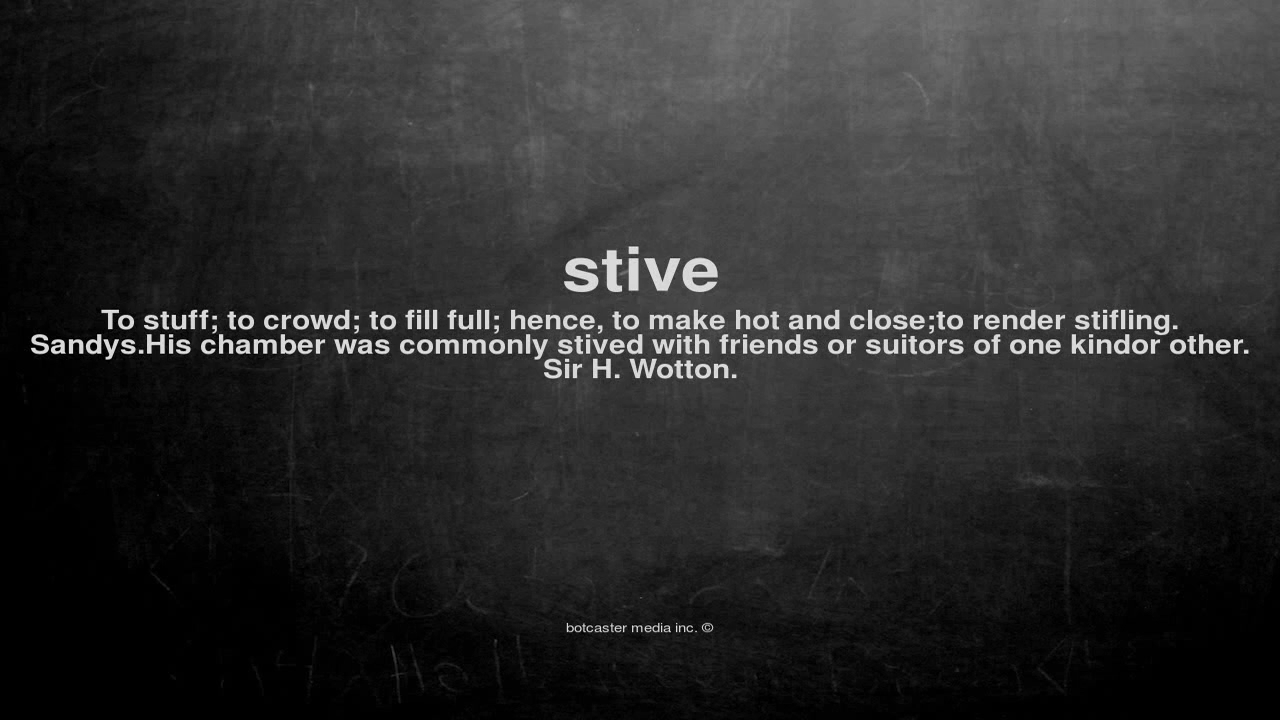 stive
To stuff; to crowd; to fill full; hence, to make hot and close;to render stifling.
Sandys.His chamber was commonly stived with friends or suitors of one kindor other.
Sir H. Wotton.
botcaster media inc. ©